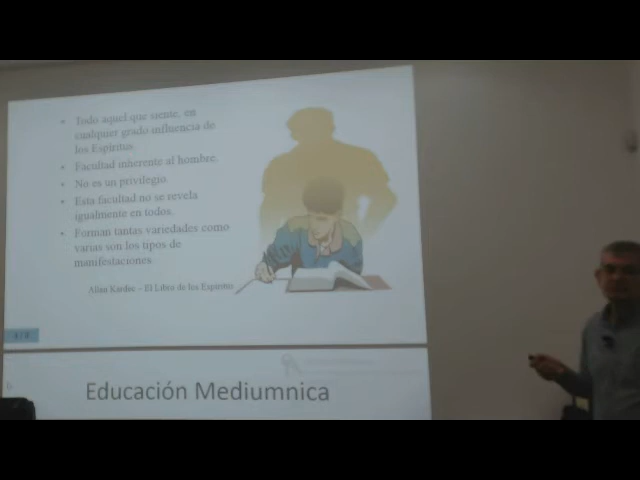 • Todo aquel que siente, en
cualquier grado influencia de
los Espíritus.
• Facultad inherente al hombre.
• No es un privilegio.
• Esta facultad no se revela
igualmente en todos.
• Forman tantas variedades como
varias son los tipos de
manifestaciones
Allan Kardec – El Libro de los Espíritus
Educación Mediumnica